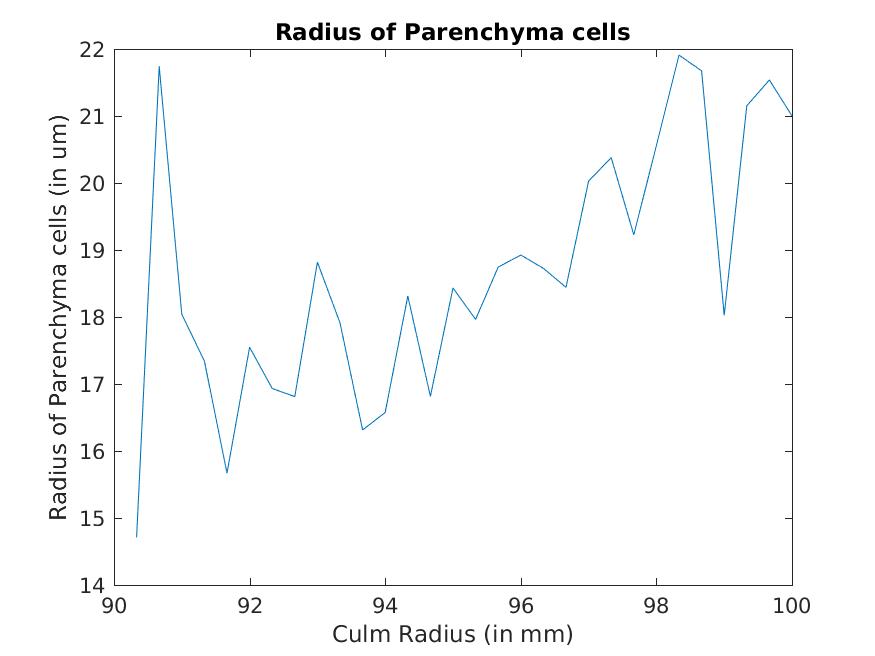 Radius of Parenchyma cells
22
21
20
19
18
17
16
15
14
Radius of Parenchyma cells (in um)
90 92 94 96 98 100
Culm Radius (in mm)